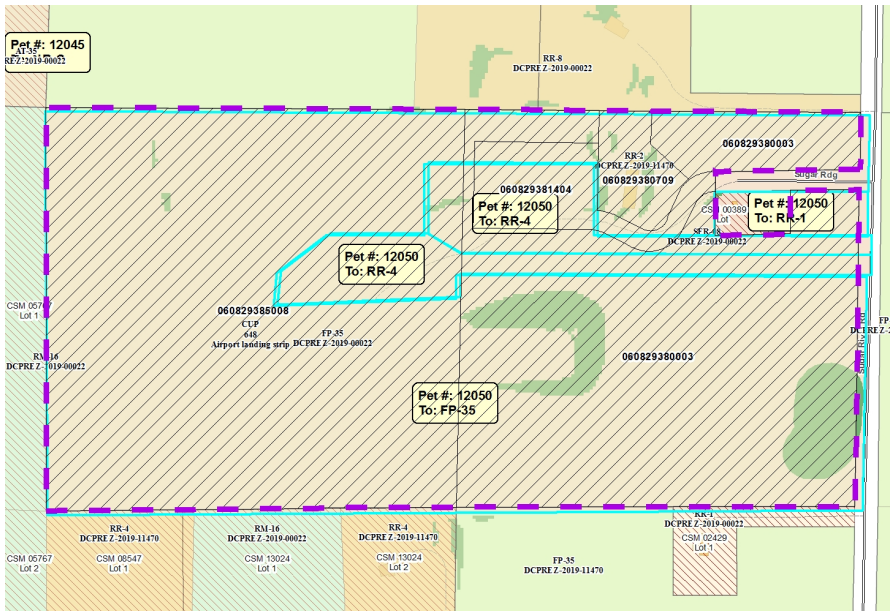 Pet #: 12045
AT-35
REZ-2019-00022
RR-8
DCPREZ-2019-00022
060829380003
RR-2
DCPREZ-2019-11470
Sugar Rdg
060829381404
060829380709
Pet #: 12050
To: RR-4
CSM 00389
Lot
Pet #: 12050
To: RR-1
SFR-08
DCPREZ-2019-00022
Pet #: 12050
To: RR-4
CSM 05767
Lot 1
060829385008
CUP
648
Airport landing strip
FP-35
DCPREZ-2019-00022
FP-
DCPREZ-2
Sugar Riv Rd
RM-16
DCPREZ-2019-00022
060829380003
Pet #: 12050
To: FP-35
RR-4
DCPREZ-2019-11470
RM-16
DCPREZ-2019-00022
RR-4
DCPREZ-2019-11470
RR-1
DCPREZ-2019-00022
CSM 05767
Lot 2
CSM 08547
Lot 1
CSM 13024
Lot 1
CSM 13024
Lot 2
CSM 02429
Lot 1
FP-35
DCPREZ-2019-11470